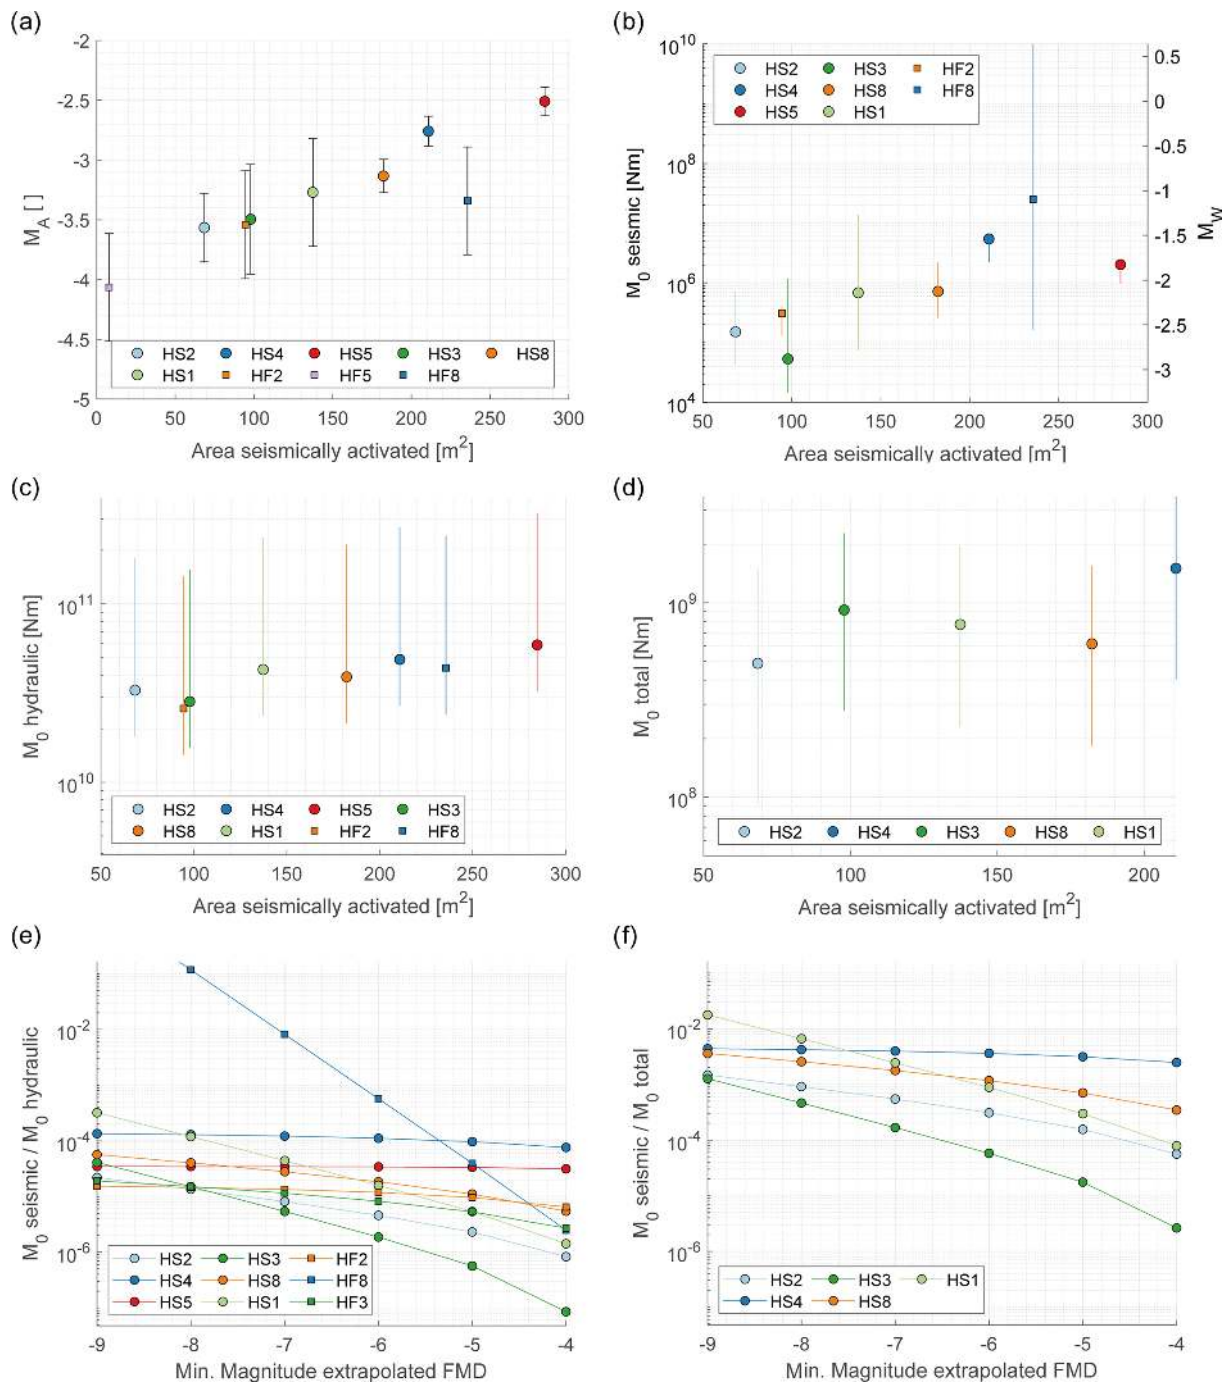 (a)
-2
-2.5
-3
-3.5
-4
-4.5
-5
M_A [ ]
HS2 HS4 HS5 HS3 HS8
HS1 HF2 HF5 HF8
0 50 100 150 200 250 300
Area seismically activated [m²]
(b)
10^10
10^8
10^6
10^4
M_0 seismic [Nm]
HS2 HS3 HF2
HS4 HS8 HF8
HS5 HS1
0.5
0
-0.5
-1
-1.5
-2
-2.5
-3
M_W
50 100 150 200 250 300
Area seismically activated [m²]
(c)
10^11
10^10
M_0 hydraulic [Nm]
HS2 HS4 HS5 HS3
HS8 HS1 HF2 HF8
50 100 150 200 250 300
Area seismically activated [m²]
(d)
10^9
10^8
M_0 total [Nm]
HS2 HS4 HS3 HS8 HS1
50 100 150 200
Area seismically activated [m²]
(e)
10^-2
10^-4
10^-6
M_0 seismic / M_0 hydraulic
HS2 HS3 HF2
HS4 HS8 HF8
HS5 HS1 HF3
-9 -8 -7 -6 -5 -4
Min. Magnitude extrapolated FMD
(f)
10^-2
10^-4
10^-6
M_0 seismic / M_0 total
HS2 HS3 HS1
HS4 HS8
-9 -8 -7 -6 -5 -4
Min. Magnitude extrapolated FMD